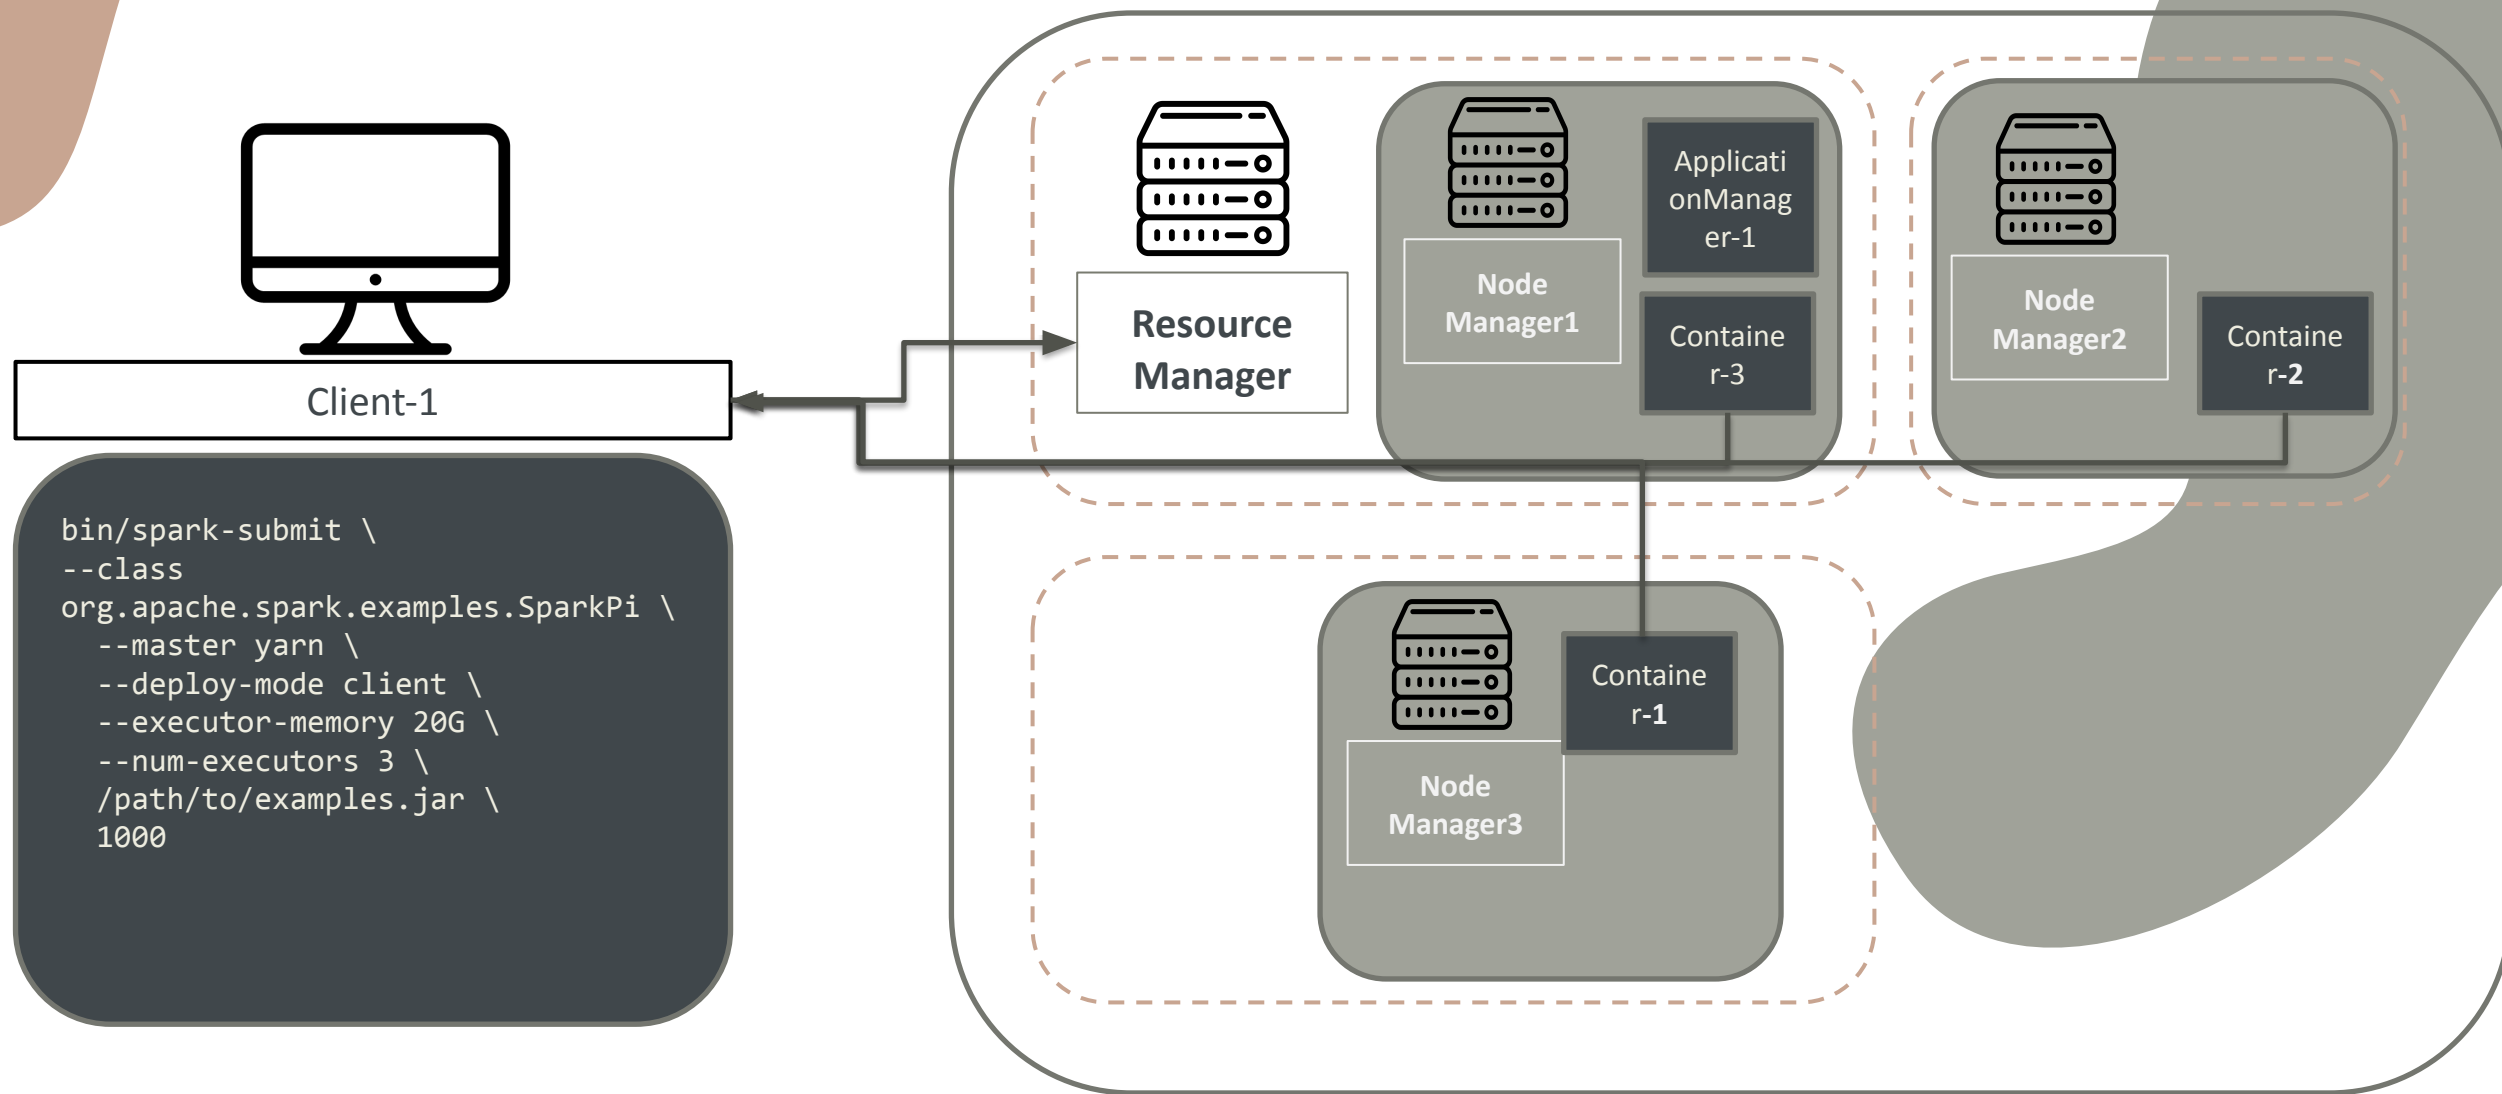 Client-1
bin/spark-submit \
--class
org.apache.spark.examples.SparkPi \
--master yarn \
--deploy-mode client \
--executor-memory 20G \
--num-executors 3 \
/path/to/examples.jar \
1000
Resource
Manager
Node
Manager1
Applicati
onManag
er-1
Containe
r-3
Node
Manager2
Containe
r-2
Node
Manager3
Containe
r-1